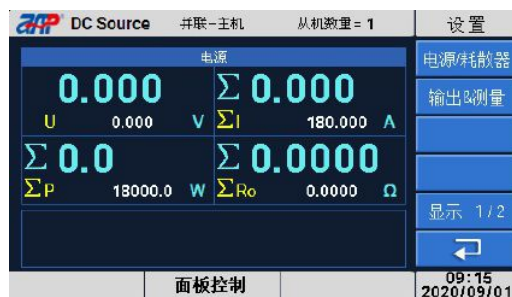 AAP DC Source 并联-主机 从机数量= 1 设置
电源
0.000 Σ 0.000
U 0.000 V ΣI 180.000 A
Σ 0.0 Σ 0.0000
ΣP 18000.0 W ΣRo 0.0000 Ω
电源/耗散器
输出&测量
显示 1/2
面板控制
09:15
2020/09/01